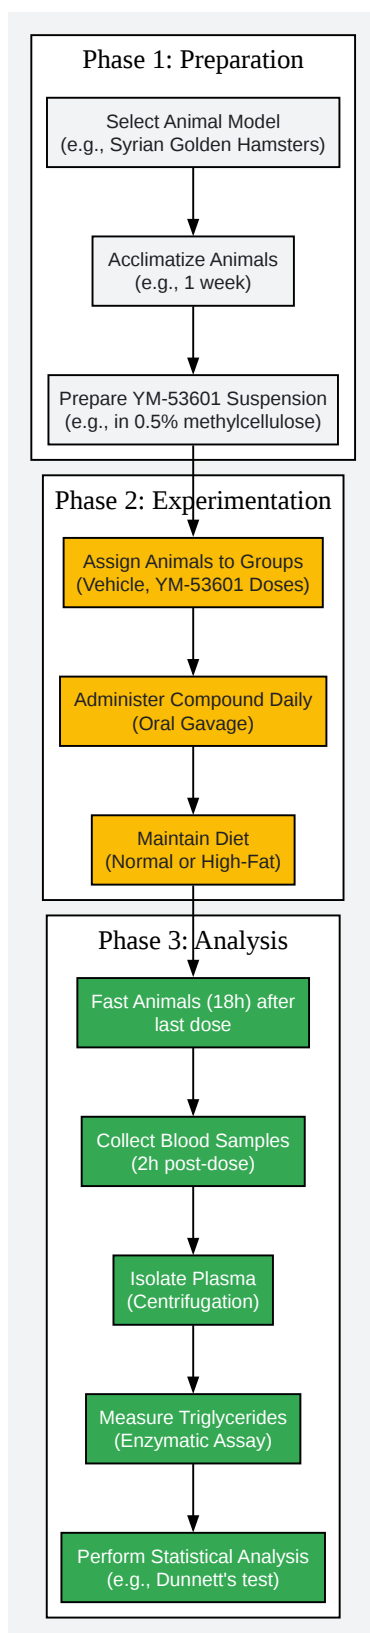 Phase 1: Preparation
Select Animal Model
(e.g., Syrian Golden Hamsters)
Acclimatize Animals
(e.g., 1 week)
Prepare YM-53601 Suspension
(e.g., in 0.5% methylcellulose)
Phase 2: Experimentation
Assign Animals to Groups
(Vehicle, YM-53601 Doses)
Administer Compound Daily
(Oral Gavage)
Maintain Diet
(Normal or High-Fat)
Phase 3: Analysis
Fast Animals (18h) after
last dose
Collect Blood Samples
(2h post-dose)
Isolate Plasma
(Centrifugation)
Measure Triglycerides
(Enzymatic Assay)
Perform Statistical Analysis
(e.g., Dunnett's test)